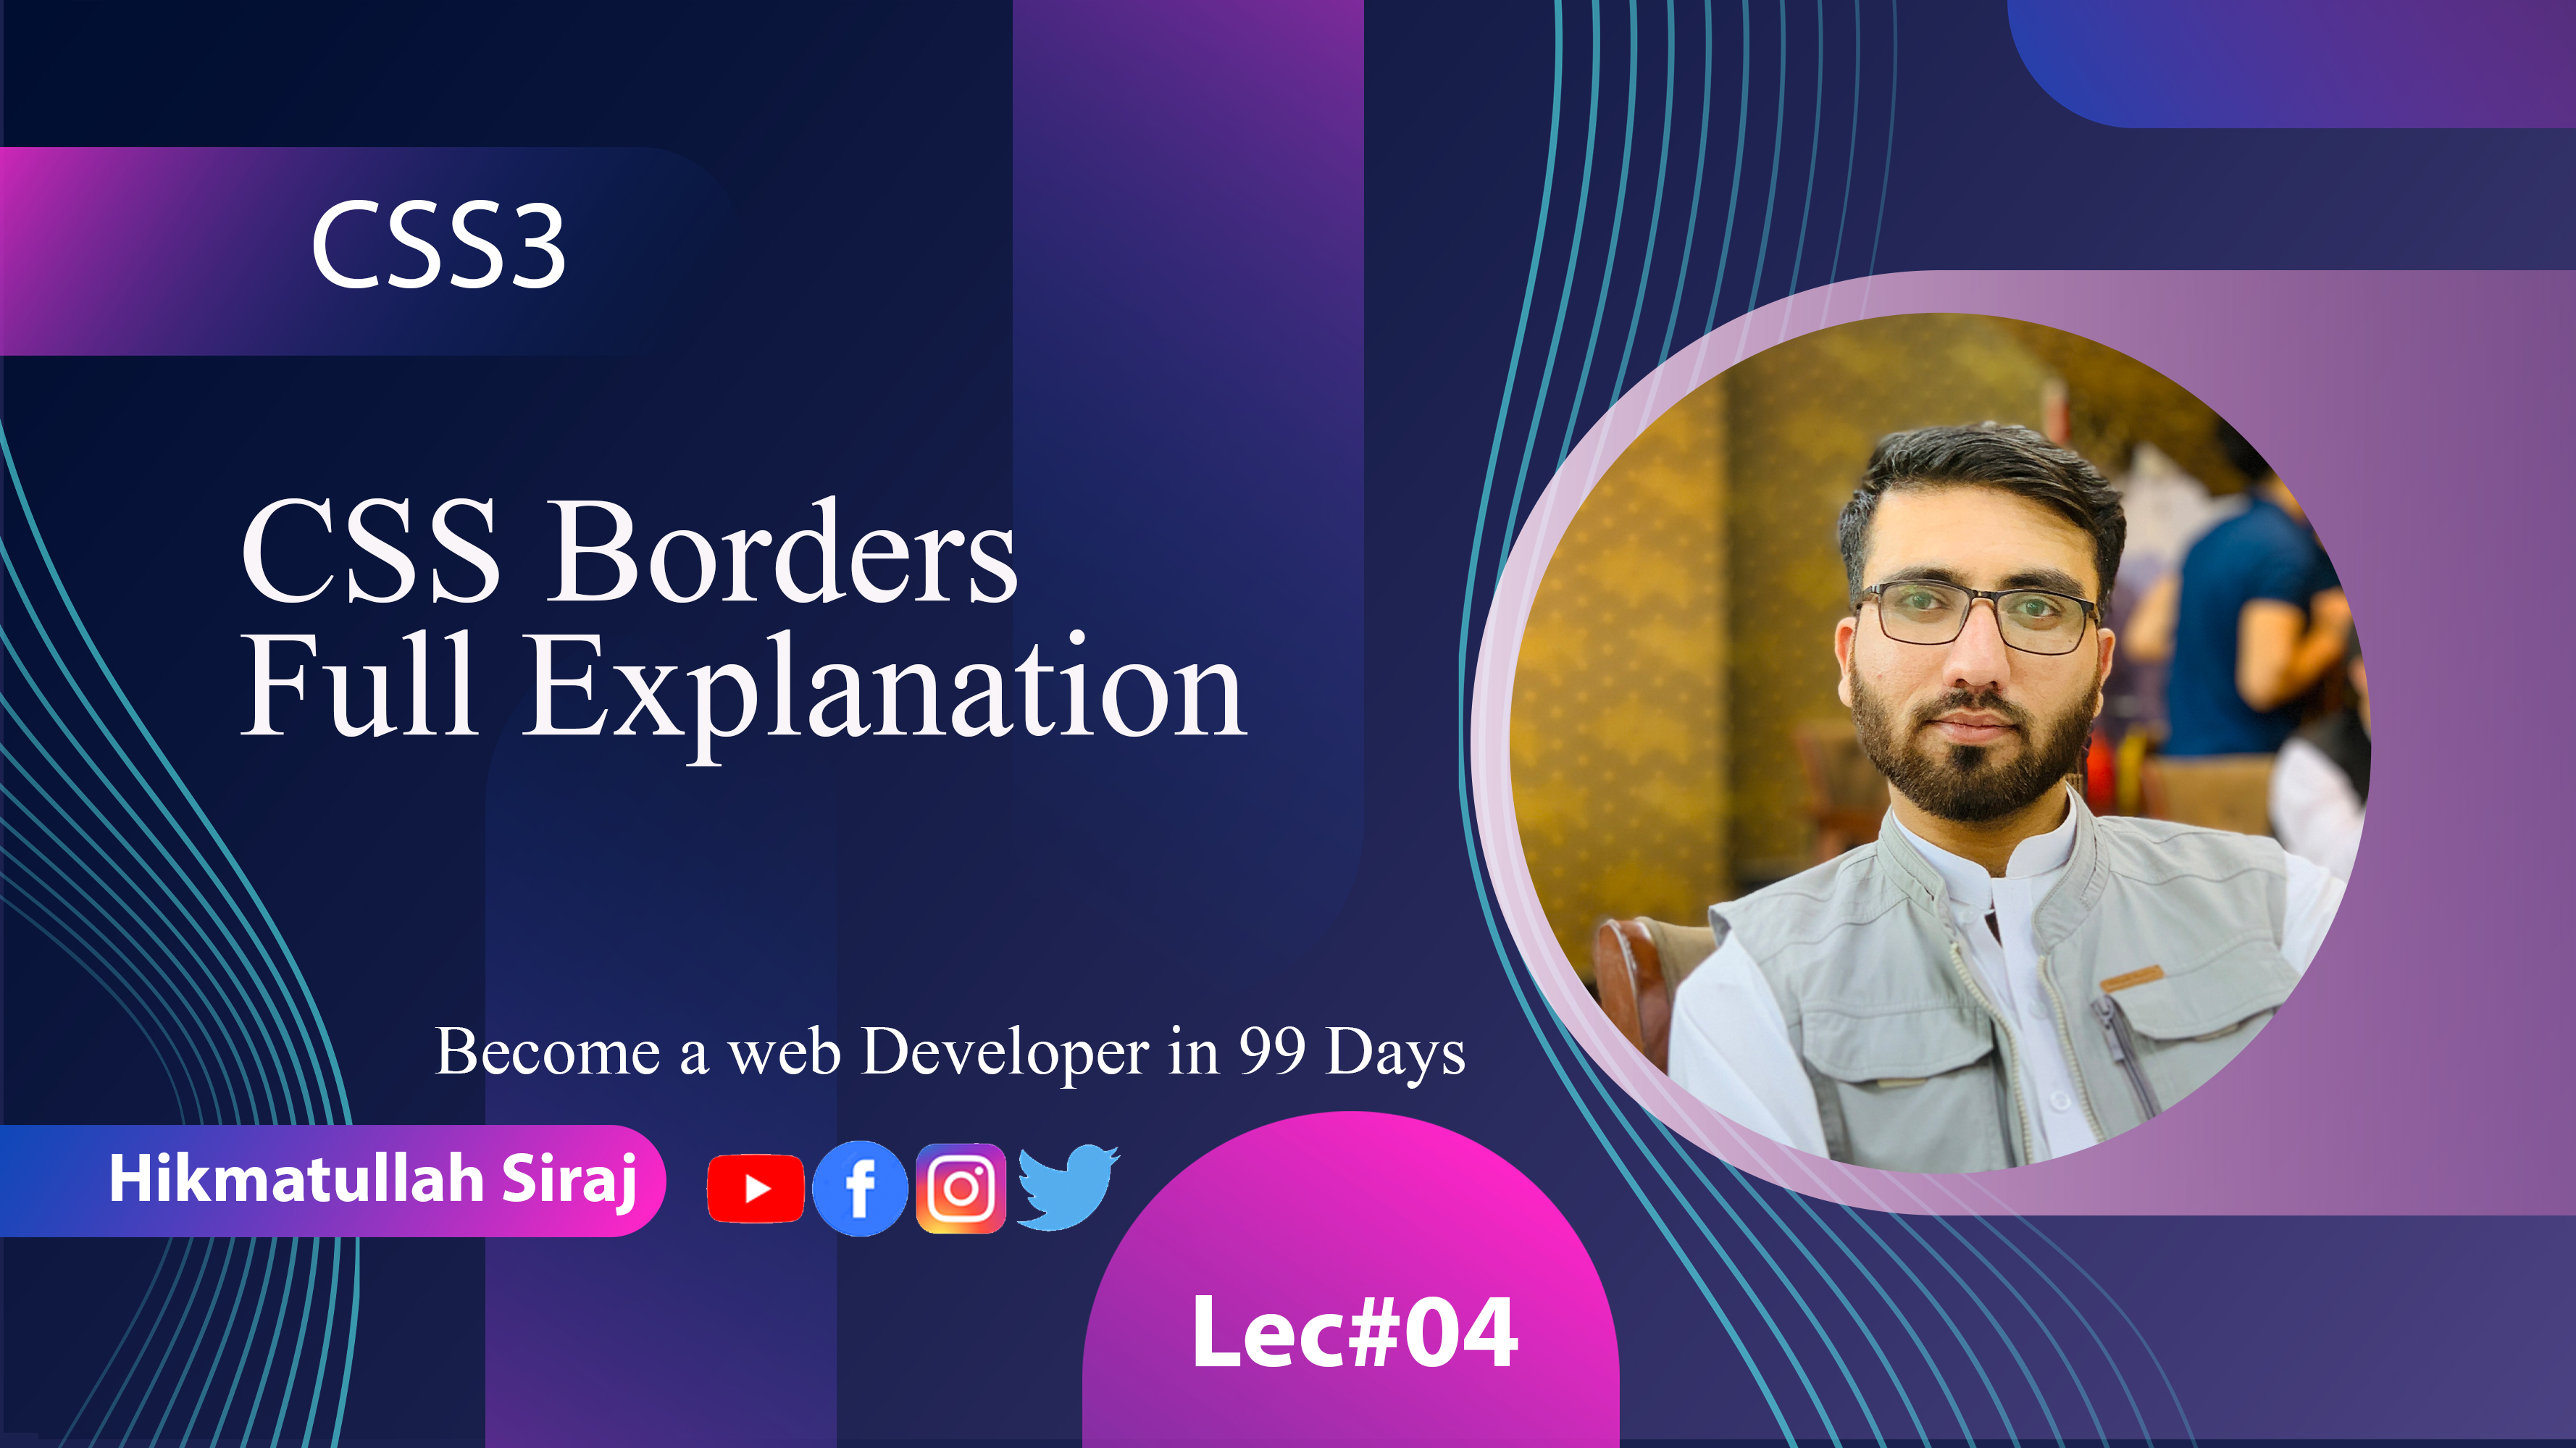 CSS3
CSS Borders
Full Explanation
Become a web Developer in 99 Days
Hikmatullah Siraj
Lec#04